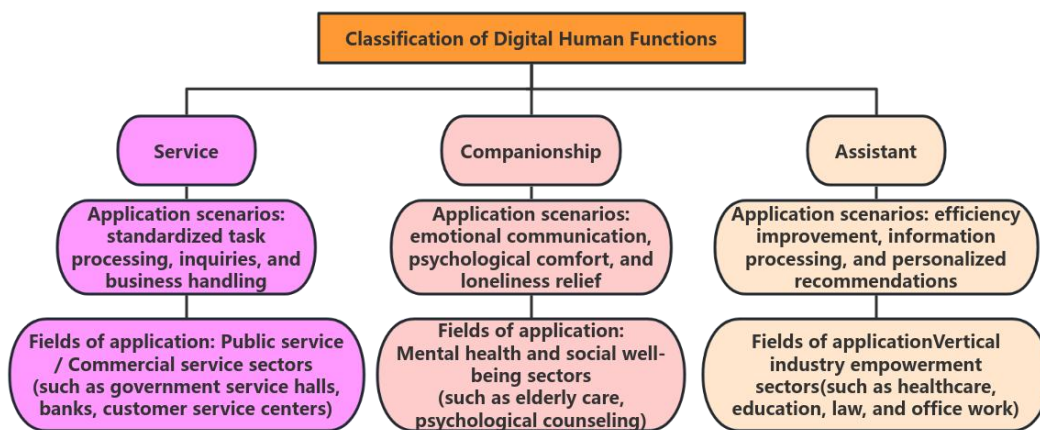 Classification of Digital Human Functions
Service
Companionship
Assistant
Application scenarios:
standardized task
processing, inquiries, and
business handling
Application scenarios:
emotional communication,
psychological comfort, and
loneliness relief
Application scenarios: efficiency
improvement, information
processing, and personalized
recommendations
Fields of application: Public service
/ Commercial service sectors
(such as government service halls,
banks, customer service centers)
Fields of application:
Mental health and social well-
being sectors
(such as elderly care,
psychological counseling)
Fields of applicationVertical
industry empowerment
sectors(such as healthcare,
education, law, and office work)